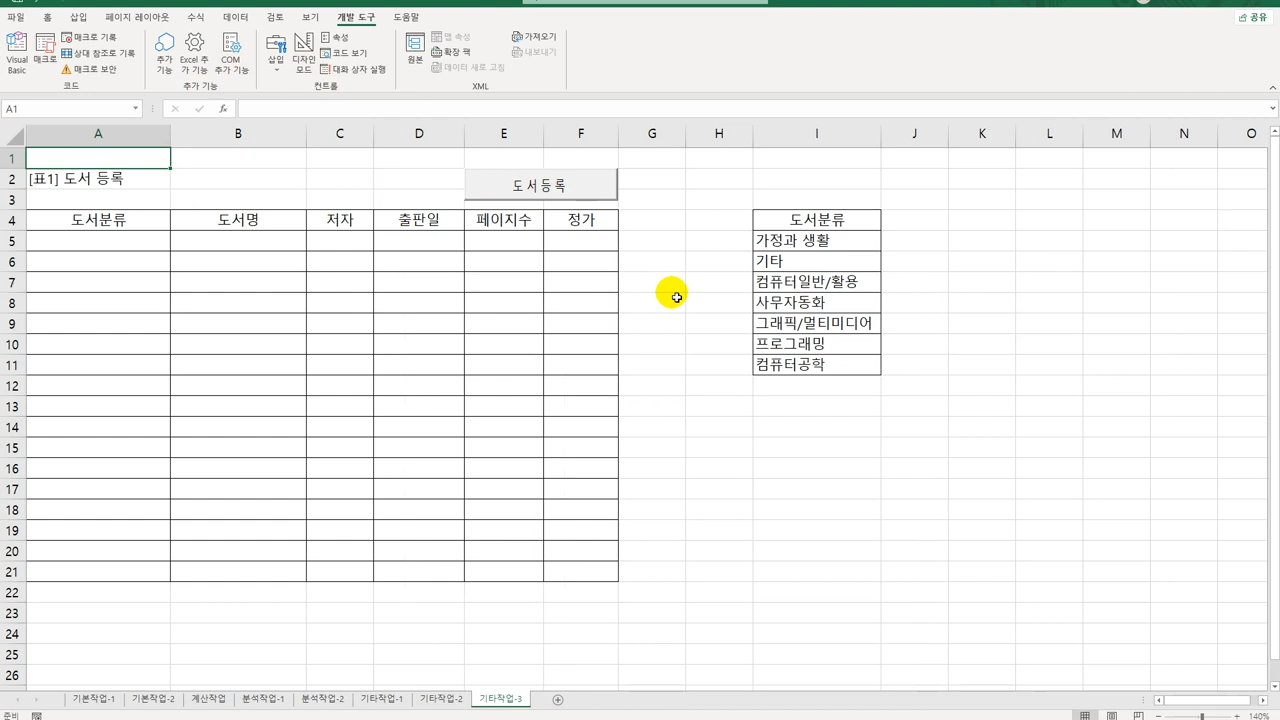 파일 홈 삽입 페이지 레이아웃 수식 데이터 검토 보기 개발 도구 도움말 공유
Visual Basic
매크로
매크로 기록
상대 참조로 기록
매크로 보안
코드
추가 기능
Excel 추가 기능
COM 추가 기능
추가 기능
삽입
디자인 모드
속성
코드 보기
대화 상자 실행
컨트롤
원본
맵 속성
확장 팩
데이터 새로 고침
가져오기
내보내기
XML
A1 fx
A B C D E F G H I J K L M N O
1
2 [표1] 도서 등록 도서등록
3
4 도서분류 도서명 저자 출판일 페이지수 정가 도서분류
5 가정과 생활
6 기타
7 컴퓨터일반/활용
8 사무자동화
9 그래픽/멀티미디어
10 프로그래밍
11 컴퓨터공학
12
13
14
15
16
17
18
19
20
21
22
23
24
25
26
기본작업-1 기본작업-2 계산작업 분석작업-1 분석작업-2 기타작업-1 기타작업-2 기타작업-3
준비 140%